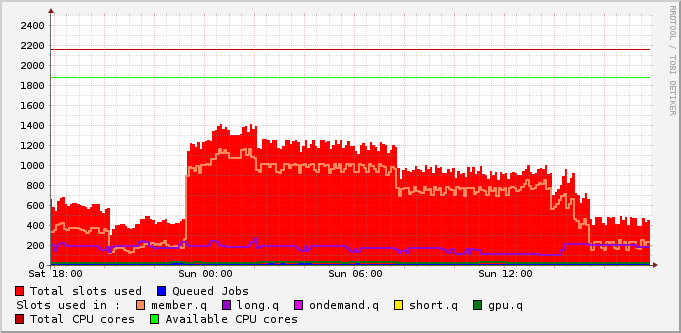 RRDTOOL / TOBI OETIKER
2400
2200
2000
1800
1600
1400
1200
1000
800
600
400
200
0
Sat 18:00 Sun 00:00 Sun 06:00 Sun 12:00
Total slots used Queued Jobs
Slots used in : member.q long.q ondemand.q short.q gpu.q
Total CPU cores Available CPU cores